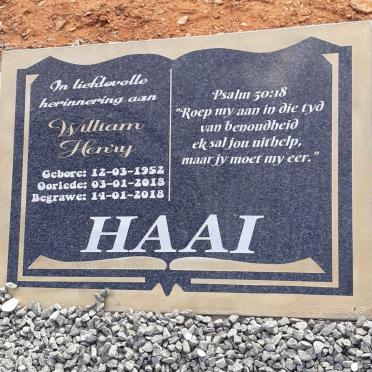 In liefdevolle
herinnering aan
William
Henry
Gebore: 12-03-1952
Oorlede: 03-01-2018
Begrawe: 14-01-2018
Psalm 50:18
"Roep my aan in die tyd
van benoudheid
ek sal jou uithelp,
maar jy moet my eer."
HAAI